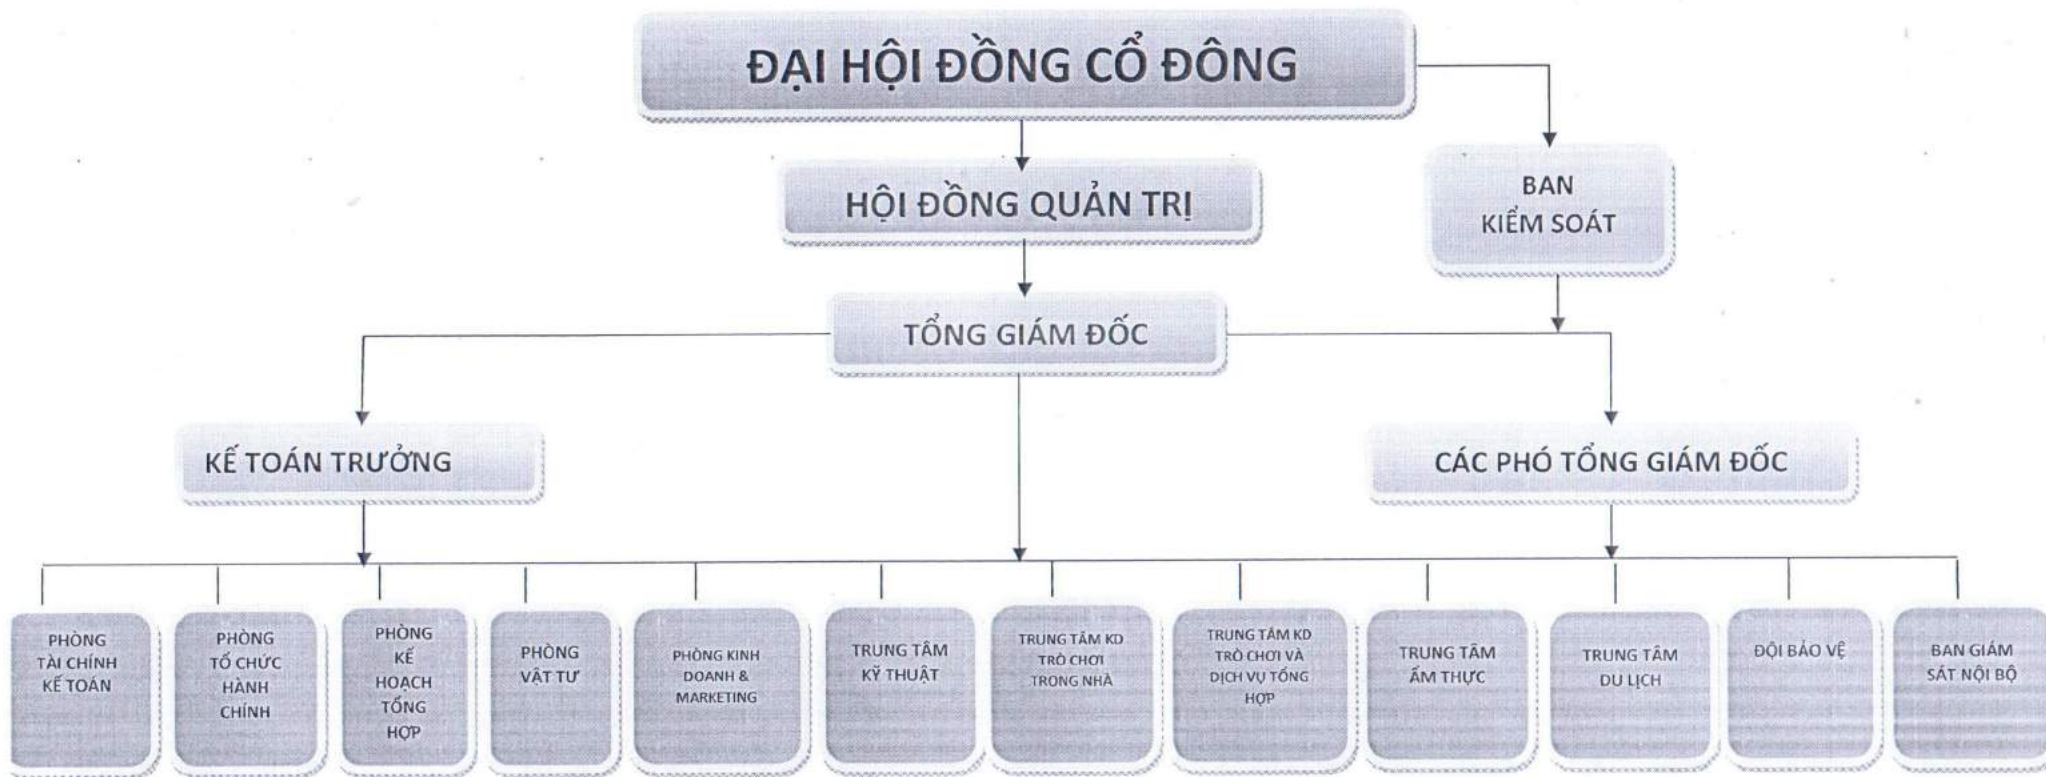 ĐẠI HỘI ĐỒNG CỔ ĐÔNG
HỘI ĐỒNG QUẢN TRỊ
BAN
KIỂM SOÁT
TỔNG GIÁM ĐỐC
KẾ TOÁN TRƯỞNG
CÁC PHÓ TỔNG GIÁM ĐỐC
PHÒNG
TÀI CHÍNH
KẾ TOÁN
PHÒNG
TỔ CHỨC
HÀNH
CHÍNH
PHÒNG
KẾ
HOẠCH
TỔNG
HỢP
PHÒNG
VẬT TƯ
PHÒNG KINH
DOANH &
MARKETING
TRUNG TÂM
KỸ THUẬT
TRUNG TÂM KD
TRÒ CHƠI
TRONG NHÀ
TRUNG TÂM KD
TRÒ CHƠI VÀ
DỊCH VỤ TỔNG
HỢP
TRUNG TÂM
ẨM THỰC
TRUNG TÂM
DU LỊCH
ĐỘI BẢO VỆ
BAN GIÁM
SÁT NỘI BỘ